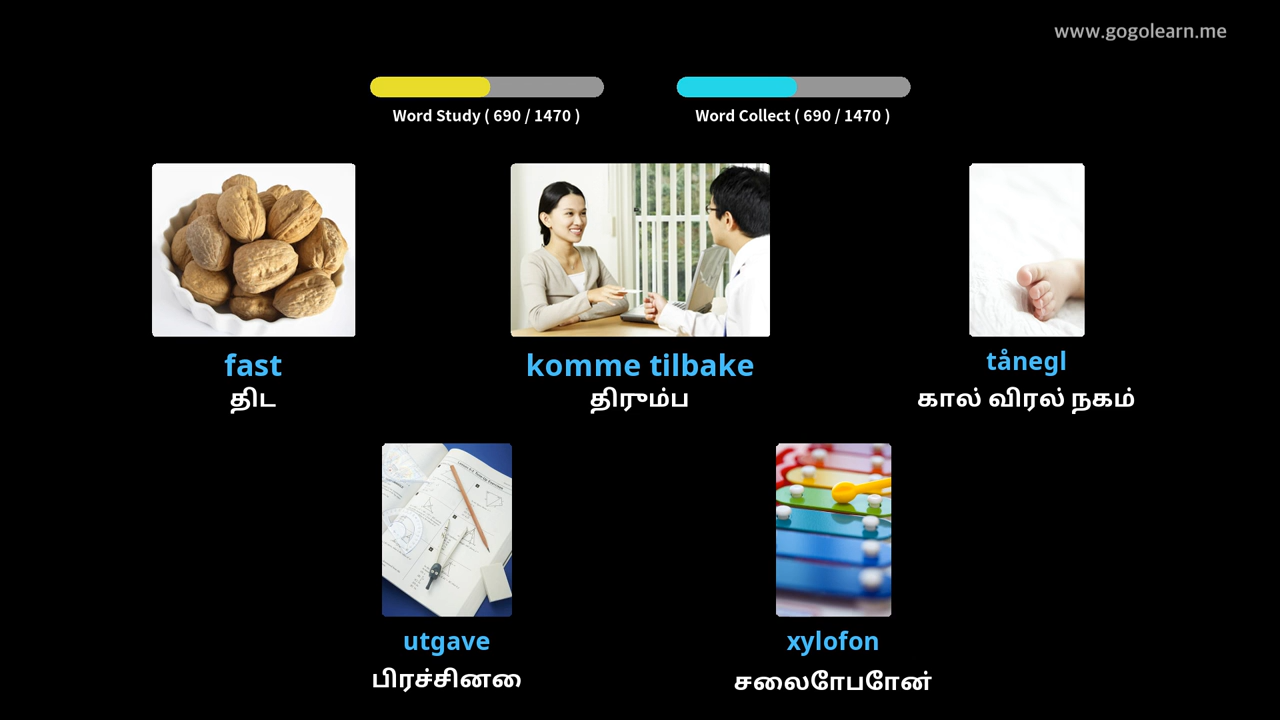 www.gogolearn.me
Word Study ( 690 / 1470 )
Word Collect ( 690 / 1470 )
fast
திட
komme tilbake
திரும்ப
tånegl
கால் விரல் நகம்
utgave
பிரச்சினை
xylofon
சைலோபோன்